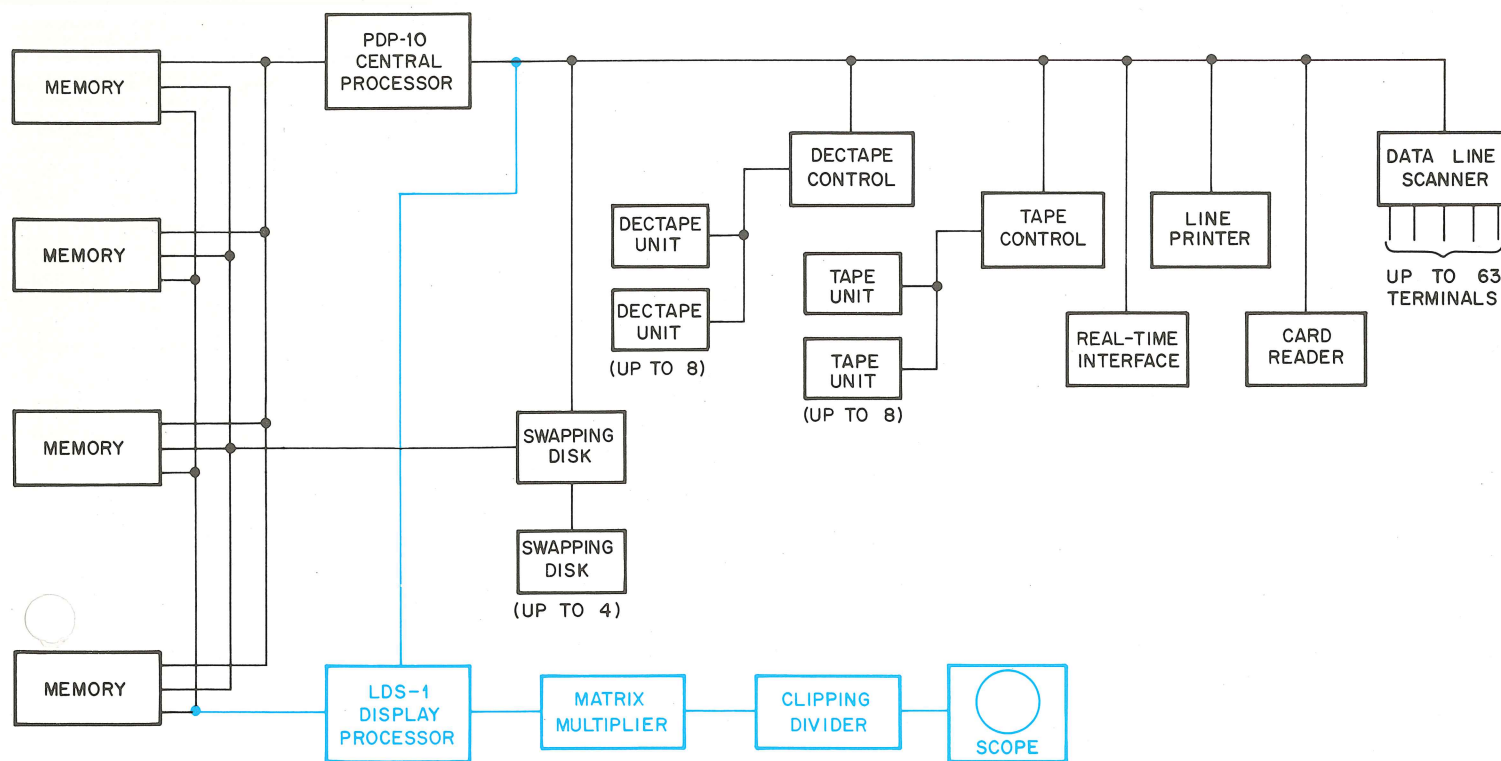 PDP-10
CENTRAL
PROCESSOR
MEMORY
MEMORY
MEMORY
MEMORY
DECTAPE
CONTROL
DECTAPE
UNIT
DECTAPE
UNIT
(UP TO 8)
TAPE
CONTROL
TAPE
UNIT
TAPE
UNIT
(UP TO 8)
REAL-TIME
INTERFACE
LINE
PRINTER
CARD
READER
DATA LINE
SCANNER
UP TO 63
TERMINALS
SWAPPING
DISK
SWAPPING
DISK
(UP TO 4)
LDS-1
DISPLAY
PROCESSOR
MATRIX
MULTIPLIER
CLIPPING
DIVIDER
SCOPE